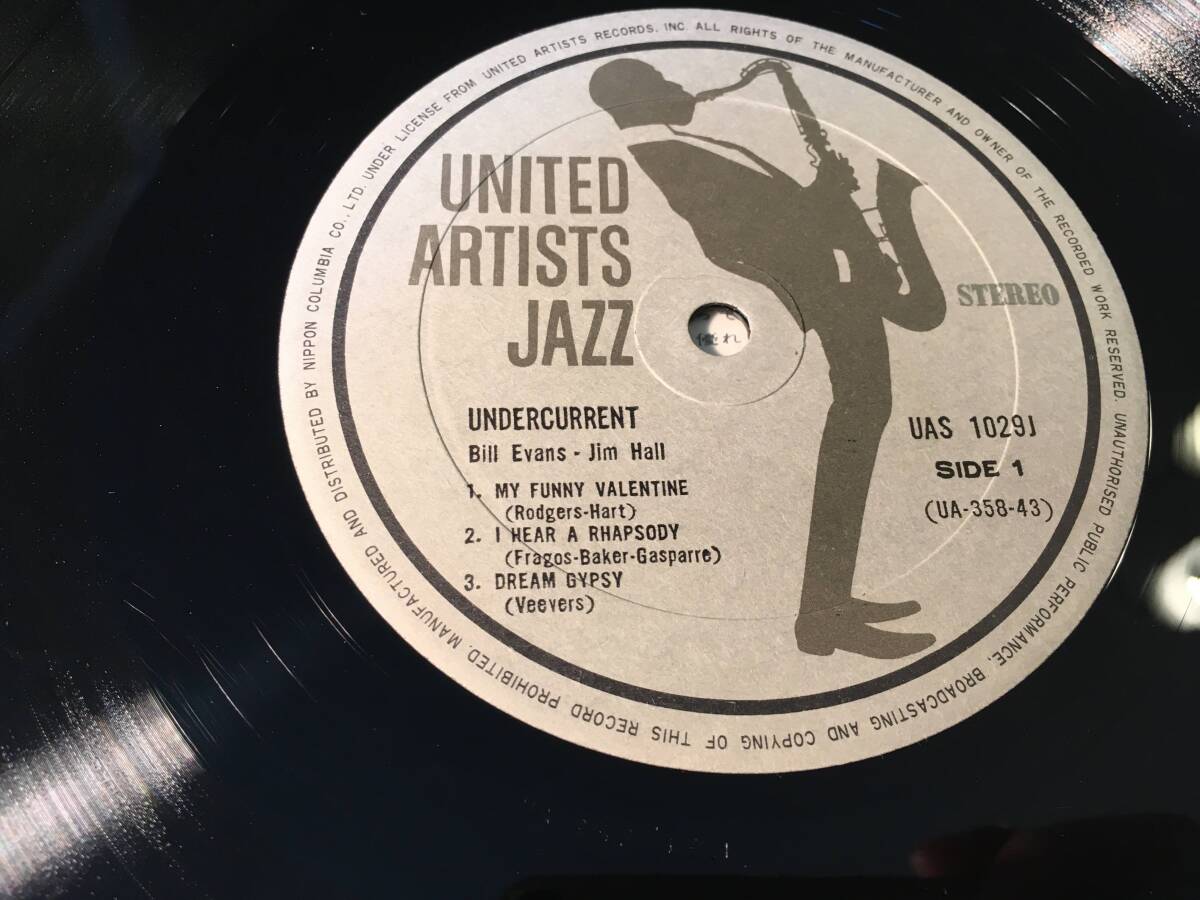 MANUFACTURED AND DISTRIBUTED BY NIPPON COLUMBIA CO., LTD. UNDER LICENSE FROM UNITED ARTISTS RECORDS, INC. ALL RIGHTS OF THE MANUFACTURER AND OWNER OF THE RECORDED WORK RESERVED. UNAUTHORISED PUBLIC PERFORMANCE, BROADCASTING AND COPYING OF THIS RECORD PROHIBITED.
UNITED
ARTISTS
JAZZ
STEREO
UNDERCURRENT
Bill Evans - Jim Hall
1. MY FUNNY VALENTINE
(Rodgers-Hart)
2. I HEAR A RHAPSODY
(Fragos-Baker-Gasparre)
3. DREAM GYPSY
(Veevers)
UAS 1029J
SIDE 1
(UA-358-43)